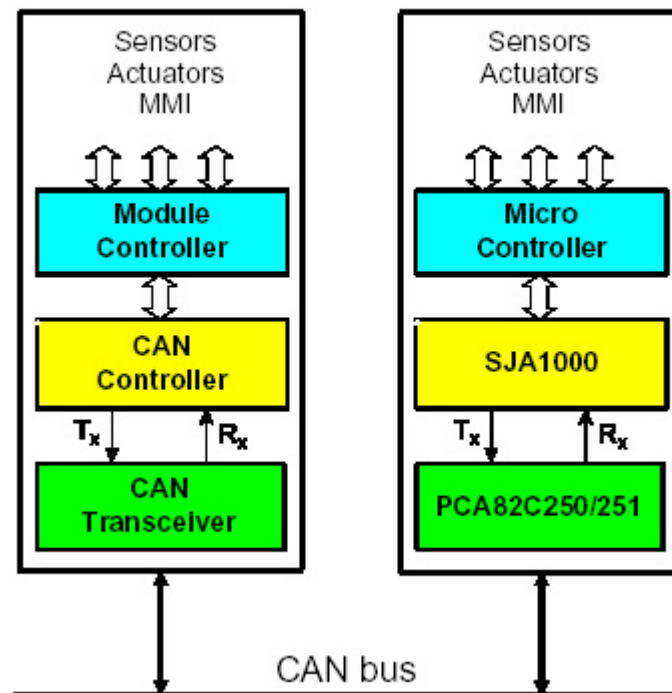 Sensors
Actuators
MMI
Module
Controller
CAN
Controller
Tx
Rx
CAN
Transceiver
Sensors
Actuators
MMI
Micro
Controller
SJA1000
Tx
Rx
PCA82C250/251
CAN bus